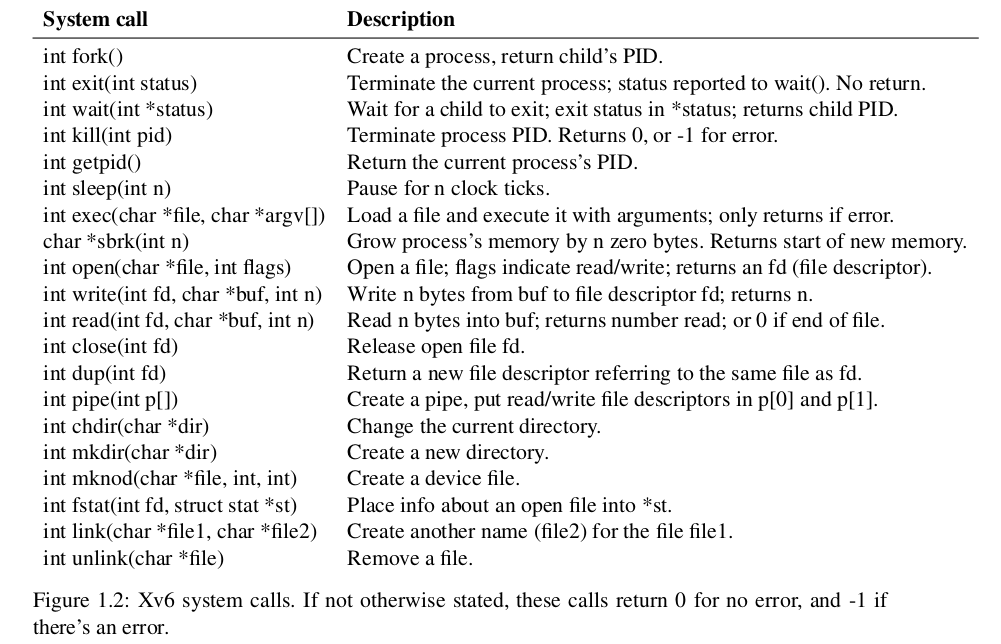 System call Description
int fork() Create a process, return child's PID.
int exit(int status) Terminate the current process; status reported to wait(). No return.
int wait(int *status) Wait for a child to exit; exit status in *status; returns child PID.
int kill(int pid) Terminate process PID. Returns 0, or -1 for error.
int getpid() Return the current process's PID.
int sleep(int n) Pause for n clock ticks.
int exec(char *file, char *argv[]) Load a file and execute it with arguments; only returns if error.
char *sbrk(int n) Grow process's memory by n zero bytes. Returns start of new memory.
int open(char *file, int flags) Open a file; flags indicate read/write; returns an fd (file descriptor).
int write(int fd, char *buf, int n) Write n bytes from buf to file descriptor fd; returns n.
int read(int fd, char *buf, int n) Read n bytes into buf; returns number read; or 0 if end of file.
int close(int fd) Release open file fd.
int dup(int fd) Return a new file descriptor referring to the same file as fd.
int pipe(int p[]) Create a pipe, put read/write file descriptors in p[0] and p[1].
int chdir(char *dir) Change the current directory.
int mkdir(char *dir) Create a new directory.
int mknod(char *file, int, int) Create a device file.
int fstat(int fd, struct stat *st) Place info about an open file into *st.
int link(char *file1, char *file2) Create another name (file2) for the file file1.
int unlink(char *file) Remove a file.
Figure 1.2: Xv6 system calls. If not otherwise stated, these calls return 0 for no error, and -1 if
there's an error.